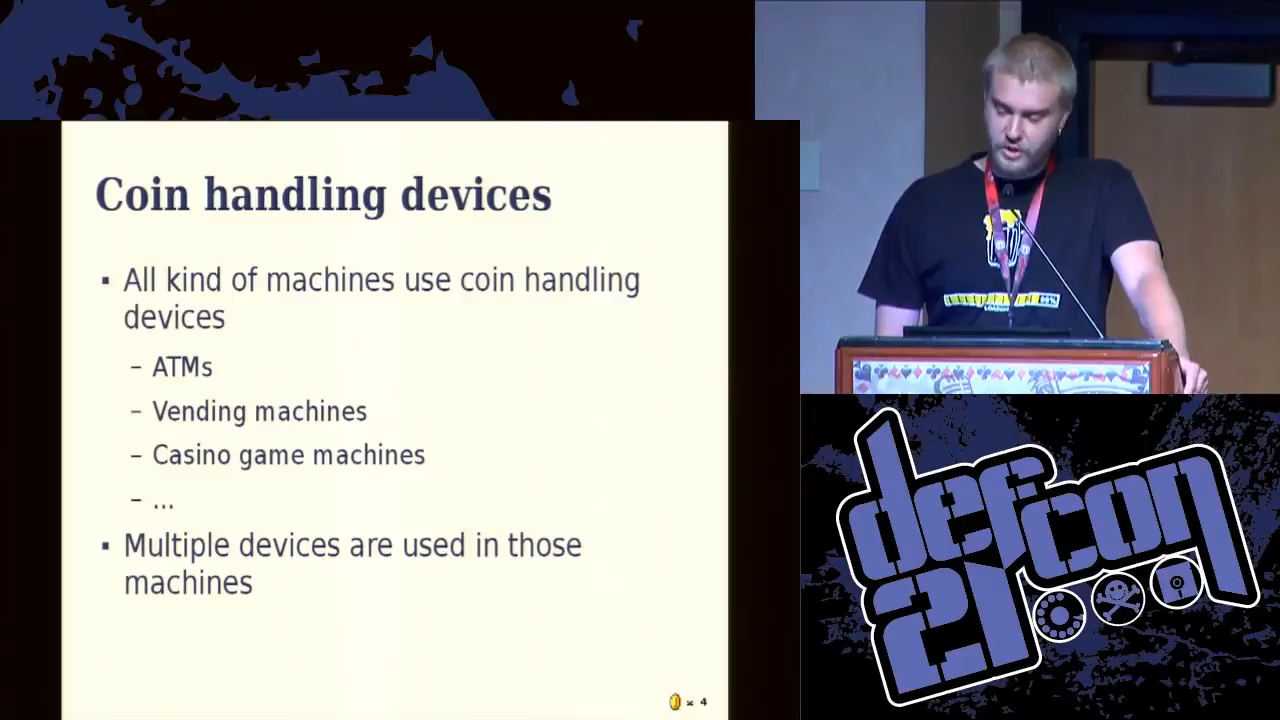 Coin handling devices
▪ All kind of machines use coin handling
devices
– ATMs
– Vending machines
– Casino game machines
– ...
▪ Multiple devices are used in those
machines
× 4
defcon
21